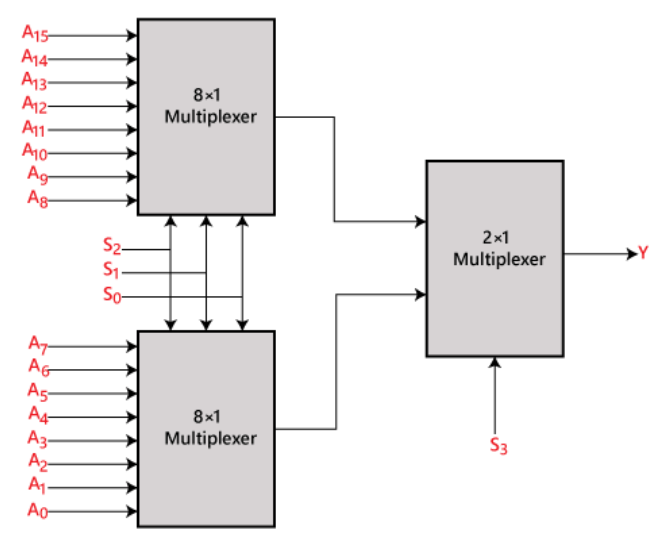 A15
A14
A13
A12
A11
A10
A9
A8
8×1
Multiplexer
S2
S1
S0
2×1
Multiplexer
Y
A7
A6
A5
A4
A3
A2
A1
A0
8×1
Multiplexer
S3